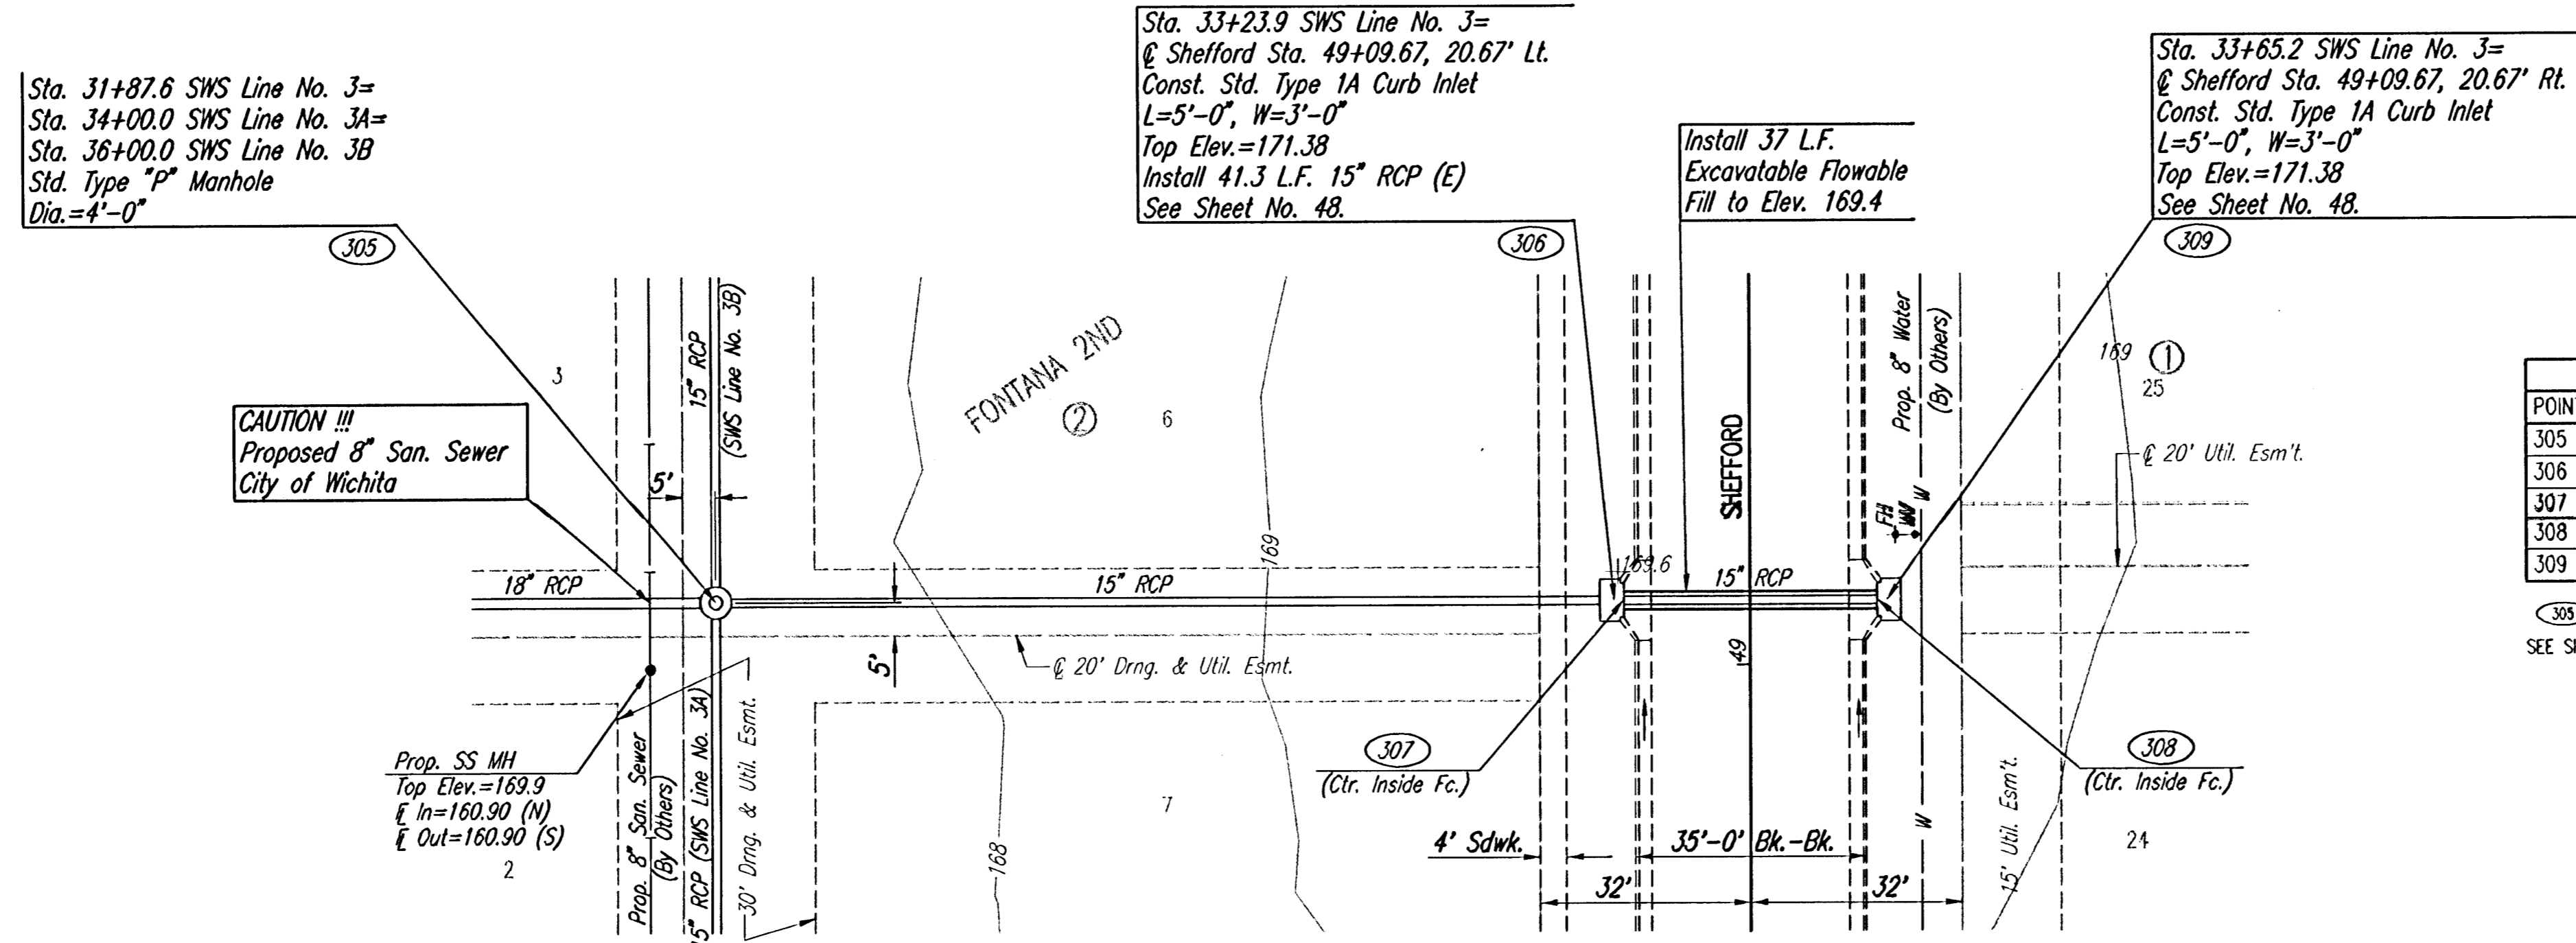 Sta. 31+87.6 SWS Line No. 3=
Sta. 34+00.0 SWS Line No. 3A=
Sta. 36+00.0 SWS Line No. 3B
Std. Type "P" Manhole
Dia.=4'-0"
305
Sta. 33+23.9 SWS Line No. 3=
℄ Shefford Sta. 49+09.67, 20.67' Lt.
Const. Std. Type 1A Curb Inlet
L=5'-0", W=3'-0"
Top Elev.=171.38
Install 41.3 L.F. 15" RCP (E)
See Sheet No. 48.
306
Install 37 L.F.
Excavatable Flowable
Fill to Elev. 169.4
Sta. 33+65.2 SWS Line No. 3=
℄ Shefford Sta. 49+09.67, 20.67' Rt.
Const. Std. Type 1A Curb Inlet
L=5'-0", W=3'-0"
Top Elev.=171.38
See Sheet No. 48.
309
CAUTION !!!
Proposed 8" San. Sewer
City of Wichita
3
15" RCP
(SWS Line No. 3B)
5'
FONTANA 2ND
2
6
169
SHEFFORD
Prop. 8" Water
(By Others)
FH
W
W
169
1
25
℄ 20' Util. Esm't.
POINT
305
306
307
308
309
305
SEE
18" RCP
15" RCP
169.6
15" RCP
5'
℄ 20' Drng. & Util. Esmt.
49
Prop. SS MH
Top Elev.=169.9
In=160.90 (N)
Out=160.90 (S)
2
Prop. 8" San. Sewer
(By Others)
15" RCP (SWS Line No. 3A)
30' Drng. & Util. Esmt.
168
7
307
(Ctr. Inside Fc.)
308
(Ctr. Inside Fc.)
4' Sdwk.
35'-0" Bk.-Bk.
32'
32'
15' Util. Esm't.
24